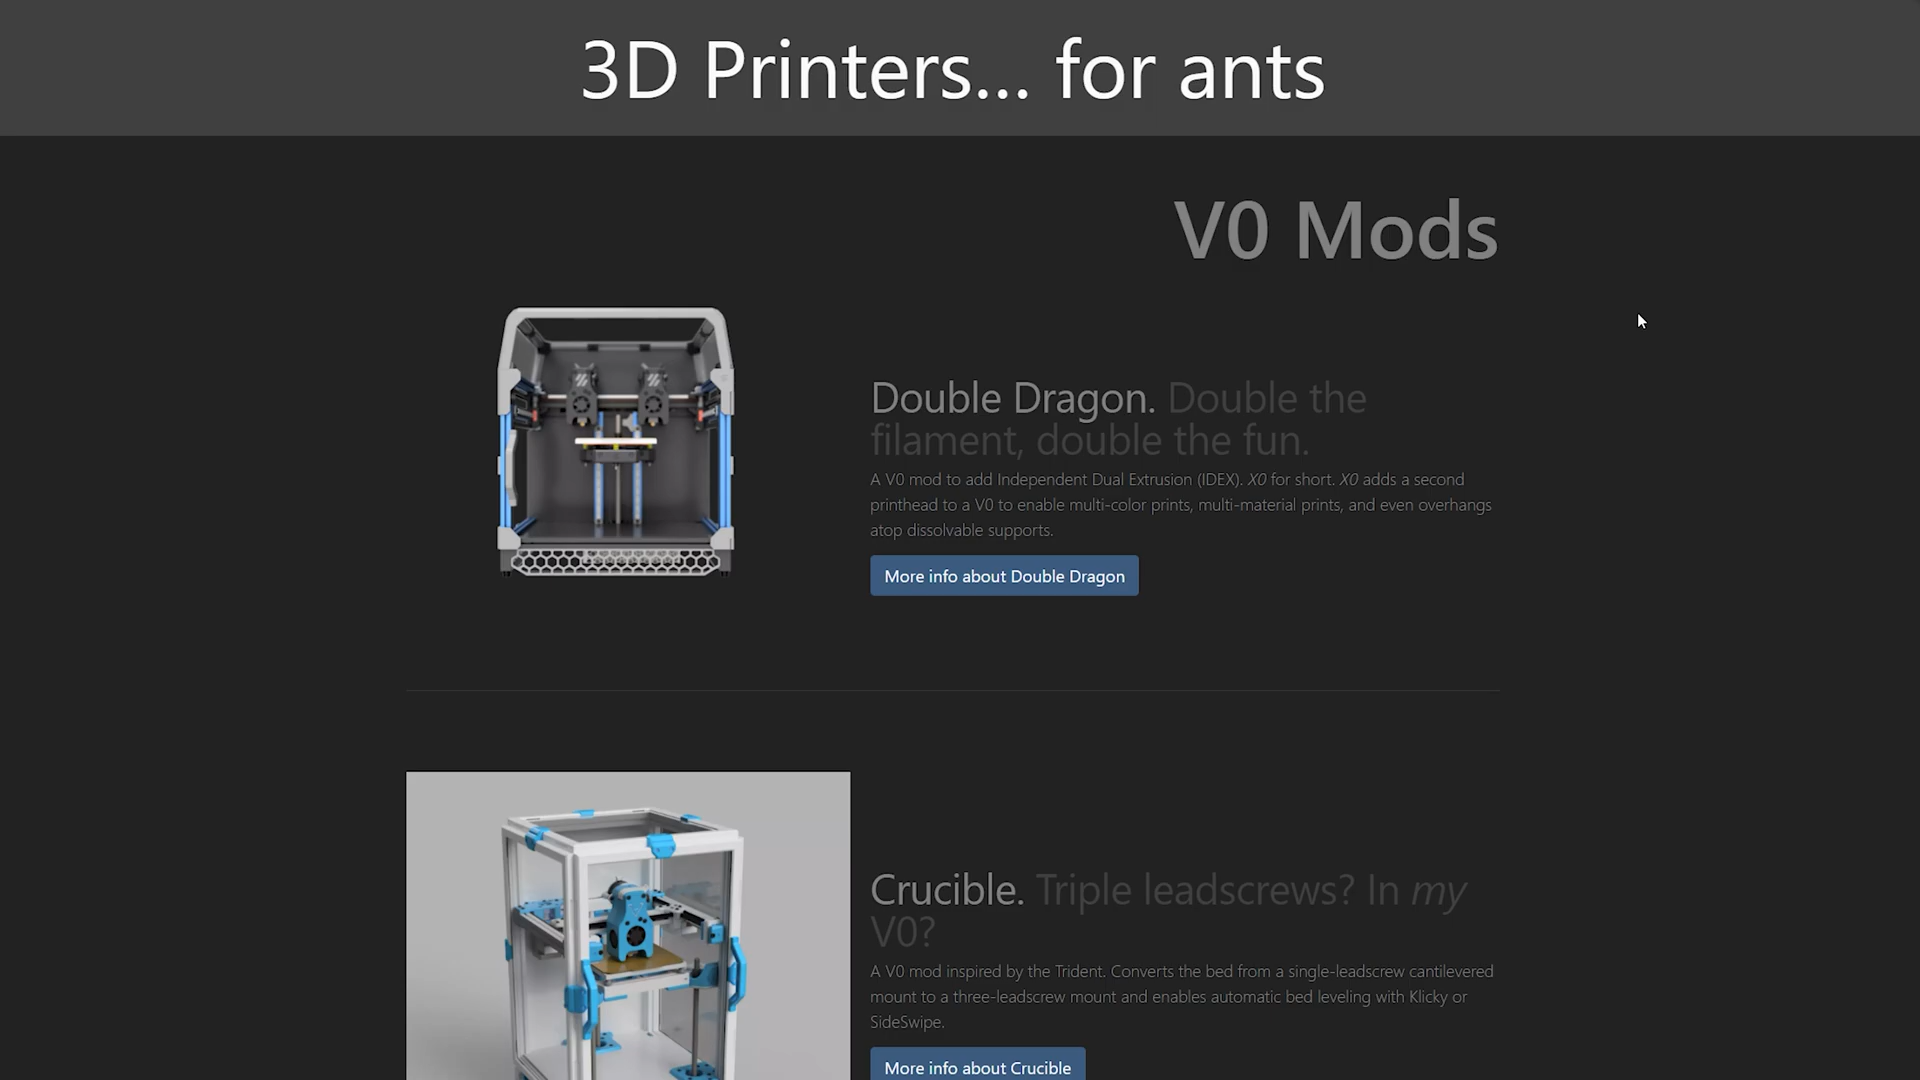 3D Printers... for ants
V0 Mods
Double Dragon. Double the
filament, double the fun.
A V0 mod to add Independent Dual Extrusion (IDEX). X0 for short. X0 adds a second
printhead to a V0 to enable multi-color prints, multi-material prints, and even overhangs
atop dissolvable supports.
More info about Double Dragon
Crucible. Triple leadscrews? In my
V0?
A V0 mod inspired by the Trident. Converts the bed from a single-leadscrew cantilevered
mount to a three-leadscrew mount and enables automatic bed leveling with Klicky or
SideSwipe.
More info about Crucible